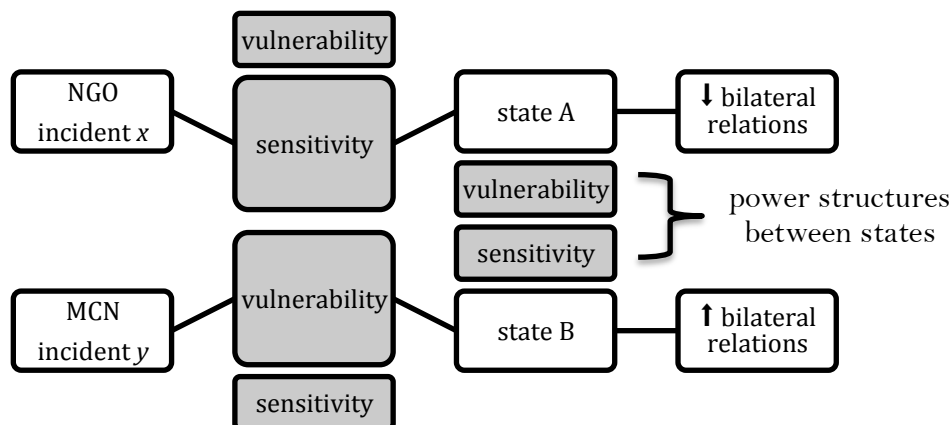 vulnerability
NGO
incident x
sensitivity
state A
⬇ bilateral
relations
vulnerability
sensitivity
power structures
between states
MCN
incident y
vulnerability
state B
⬆ bilateral
relations
sensitivity